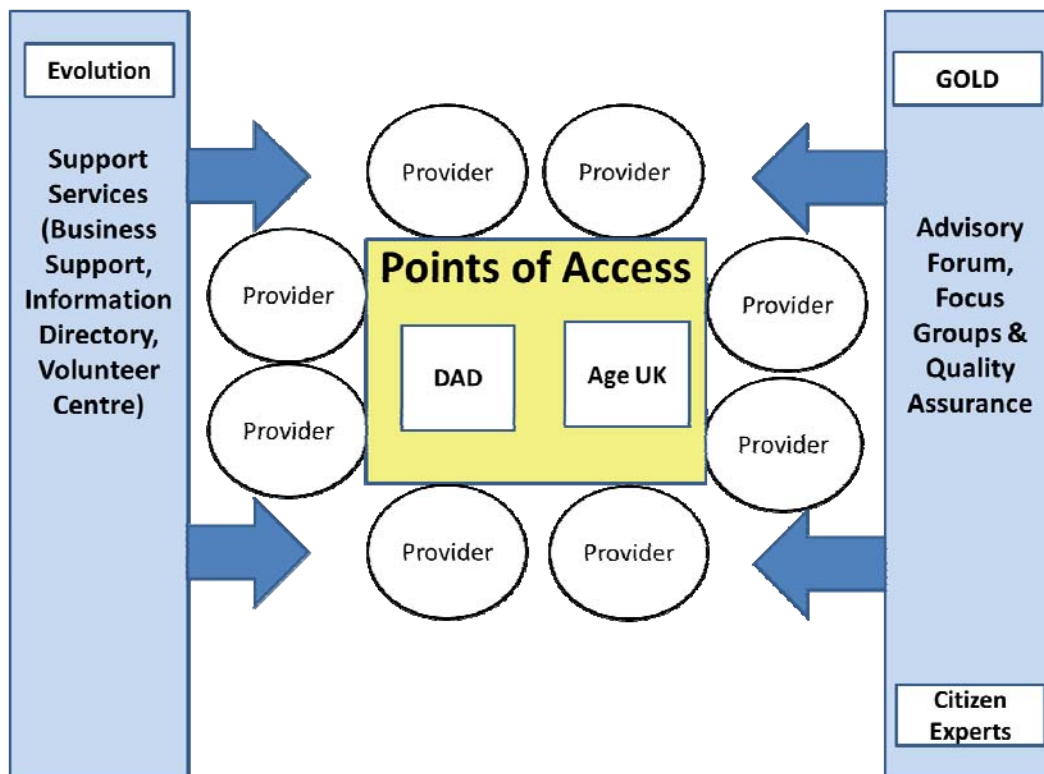 Evolution
Support
Services
(Business
Support,
Information
Directory,
Volunteer
Centre)
Provider
Provider
Provider
Provider
Points of Access
DAD
Age UK
Provider
Provider
Provider
Provider
GOLD
Advisory
Forum,
Focus
Groups &
Quality
Assurance
Citizen
Experts